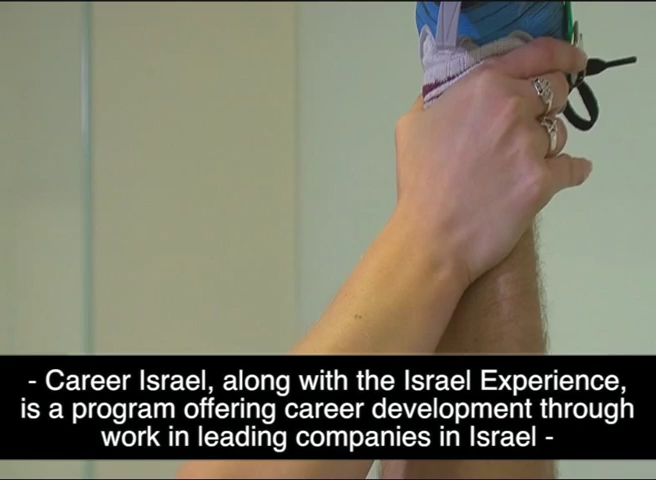 - Career Israel, along with the Israel Experience,
is a program offering career development through
work in leading companies in Israel -